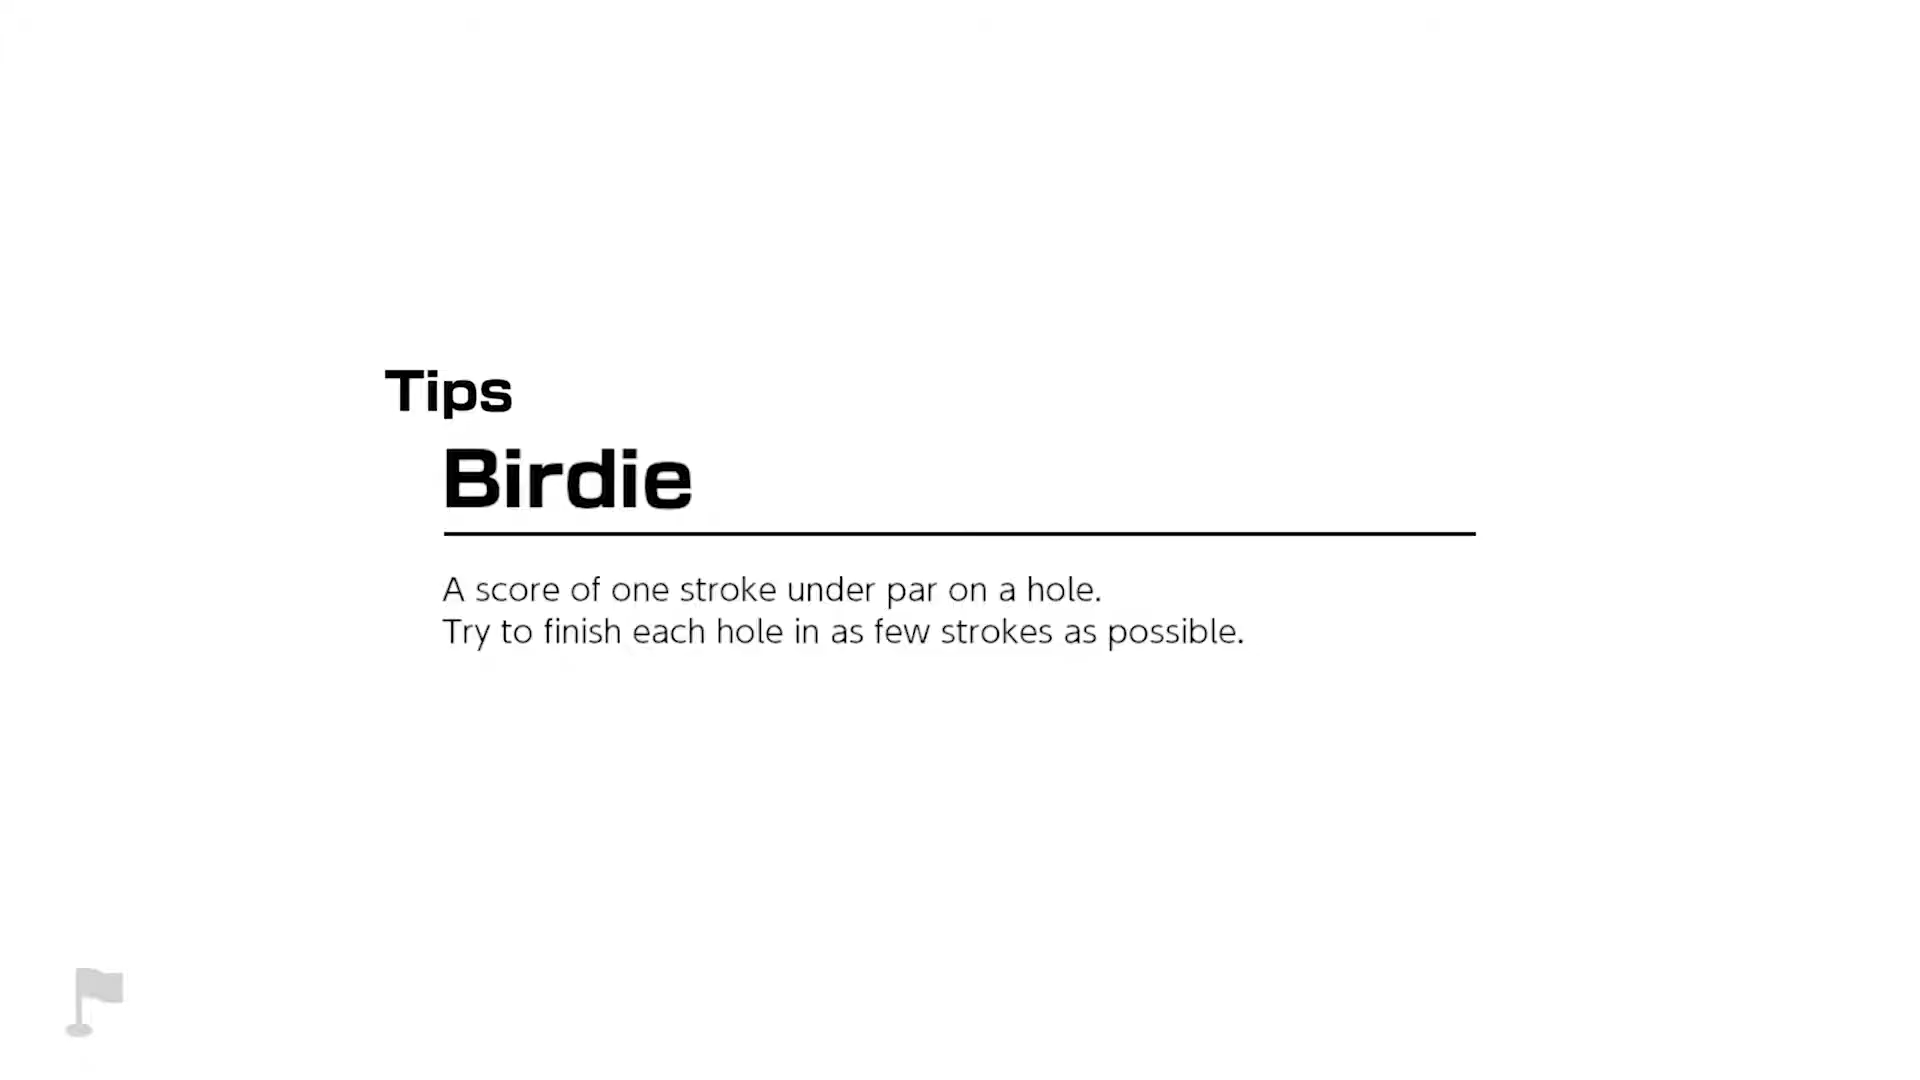 Tips
Birdie
A score of one stroke under par on a hole.
Try to finish each hole in as few strokes as possible.